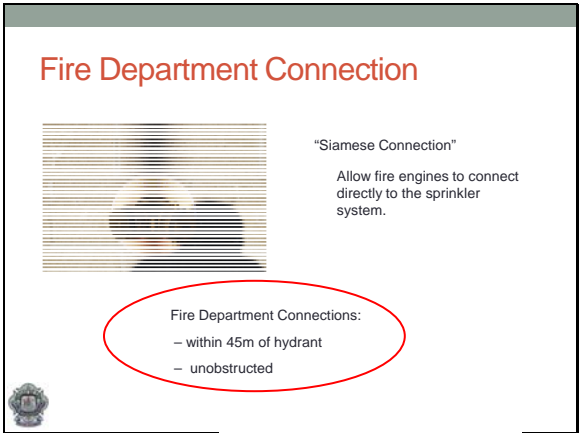 Fire Department Connection
“Siamese Connection”
Allow fire engines to connect
directly to the sprinkler
system.
Fire Department Connections:
– within 45m of hydrant
– unobstructed